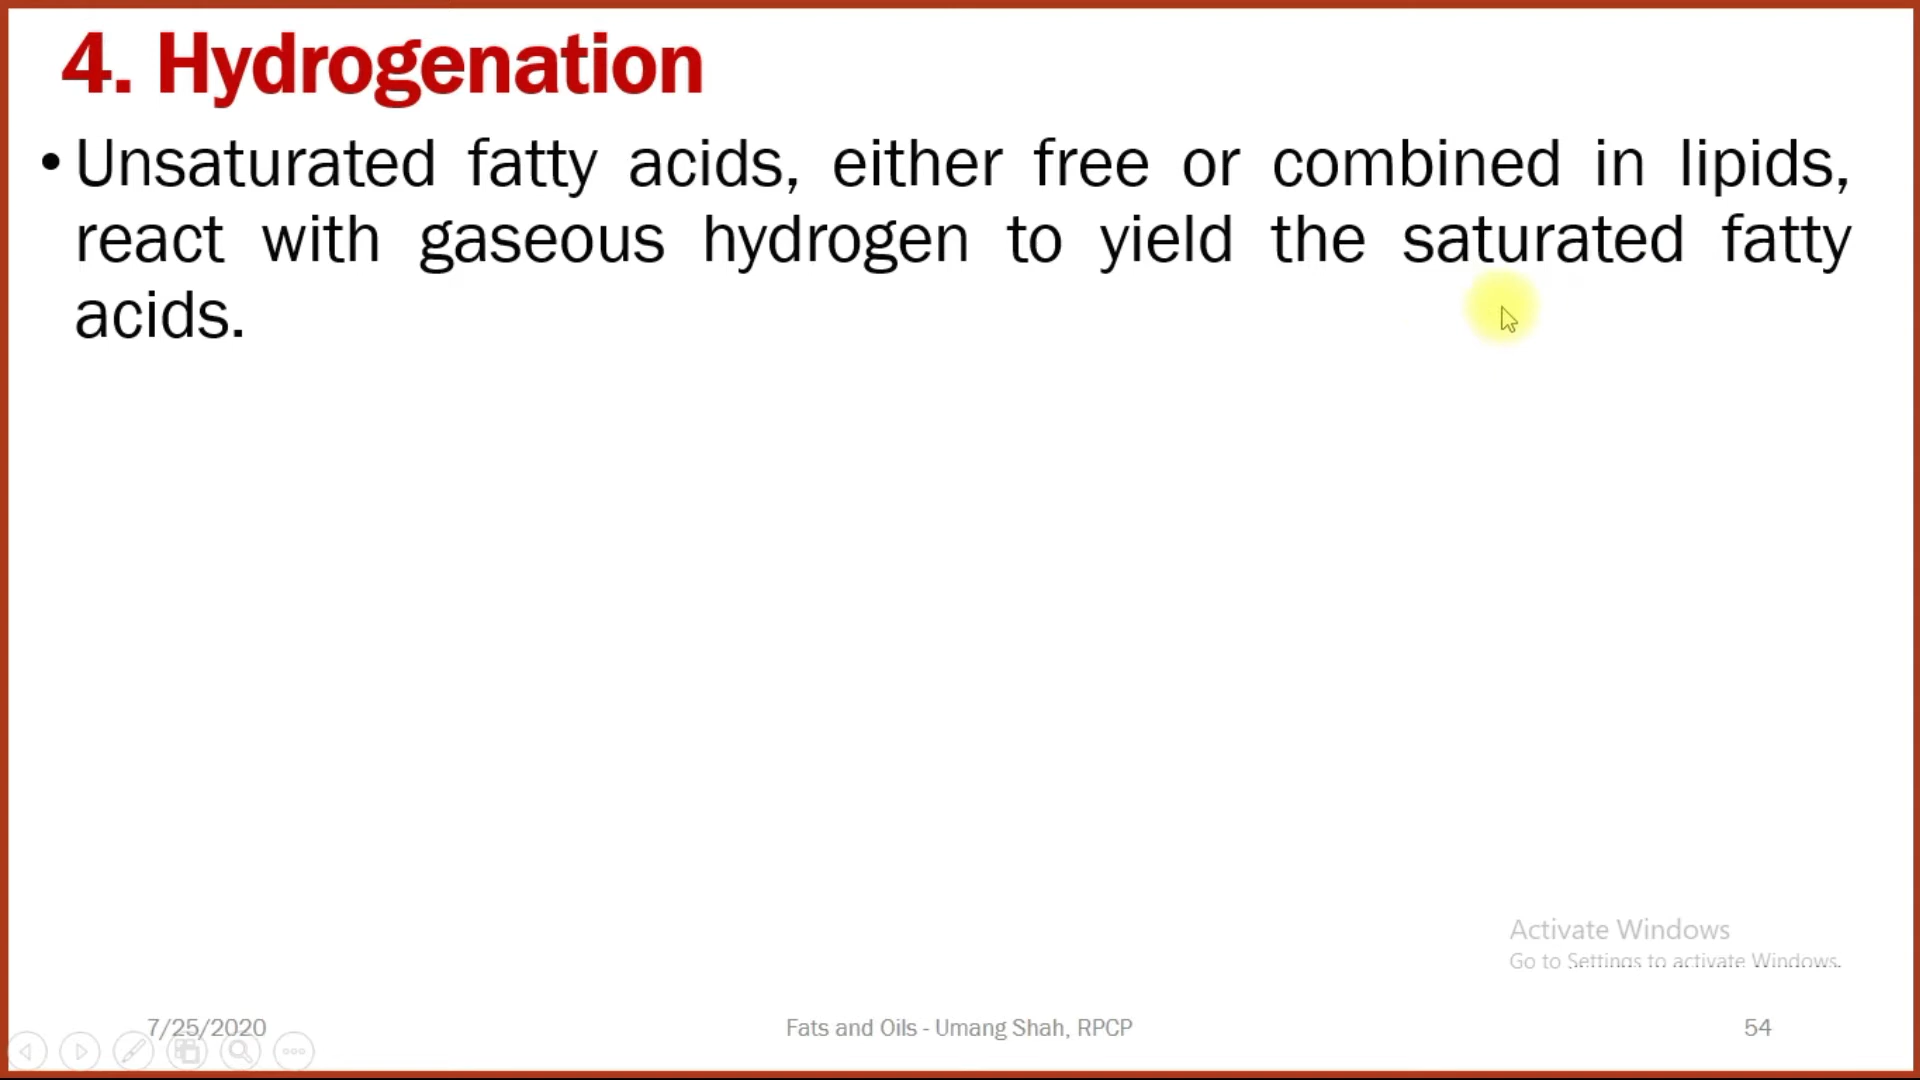 4. Hydrogenation
• Unsaturated fatty acids, either free or combined in lipids,
react with gaseous hydrogen to yield the saturated fatty
acids.
Activate Windows
Go to Settings to activate Windows.
7/25/2020
Fats and Oils - Umang Shah, RPCP
54